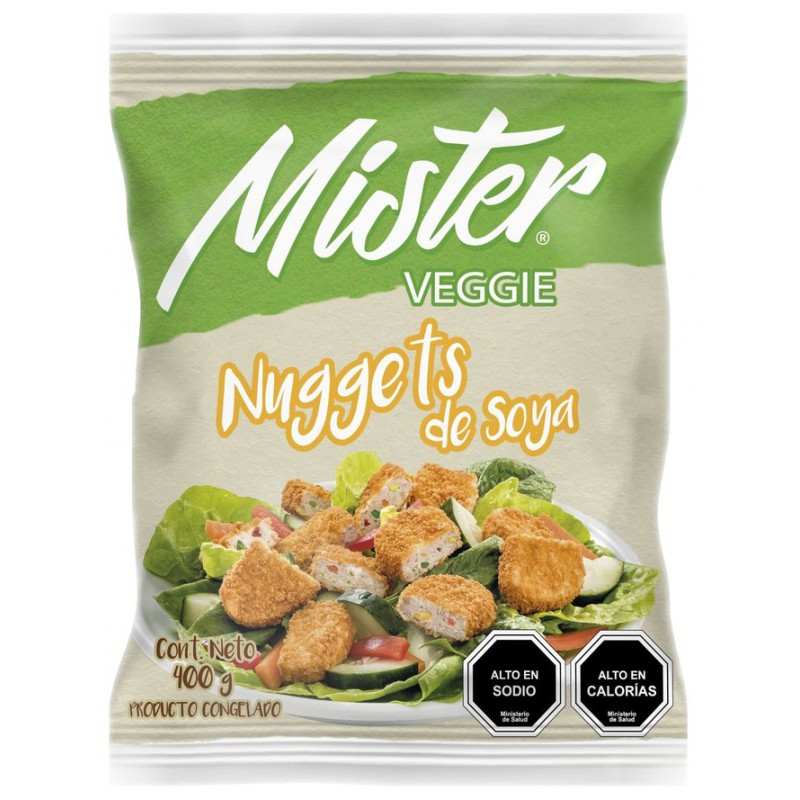 Mister®
VEGGIE
Nuggets
de Soya
Cont. Neto
400 g
PRODUCTO CONGELADO
ALTO EN
SODIO
Ministerio
de Salud
ALTO EN
CALORÍAS
Ministerio
de Salud